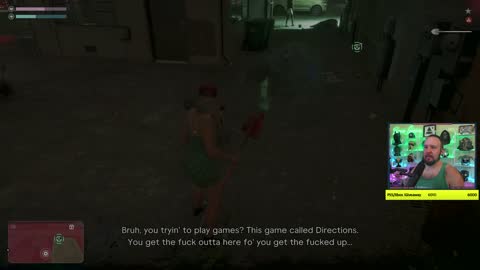 Bruh, you tryin' to play games? This game called Directions.
You get the fuck outta here fo' you get the fucked up...